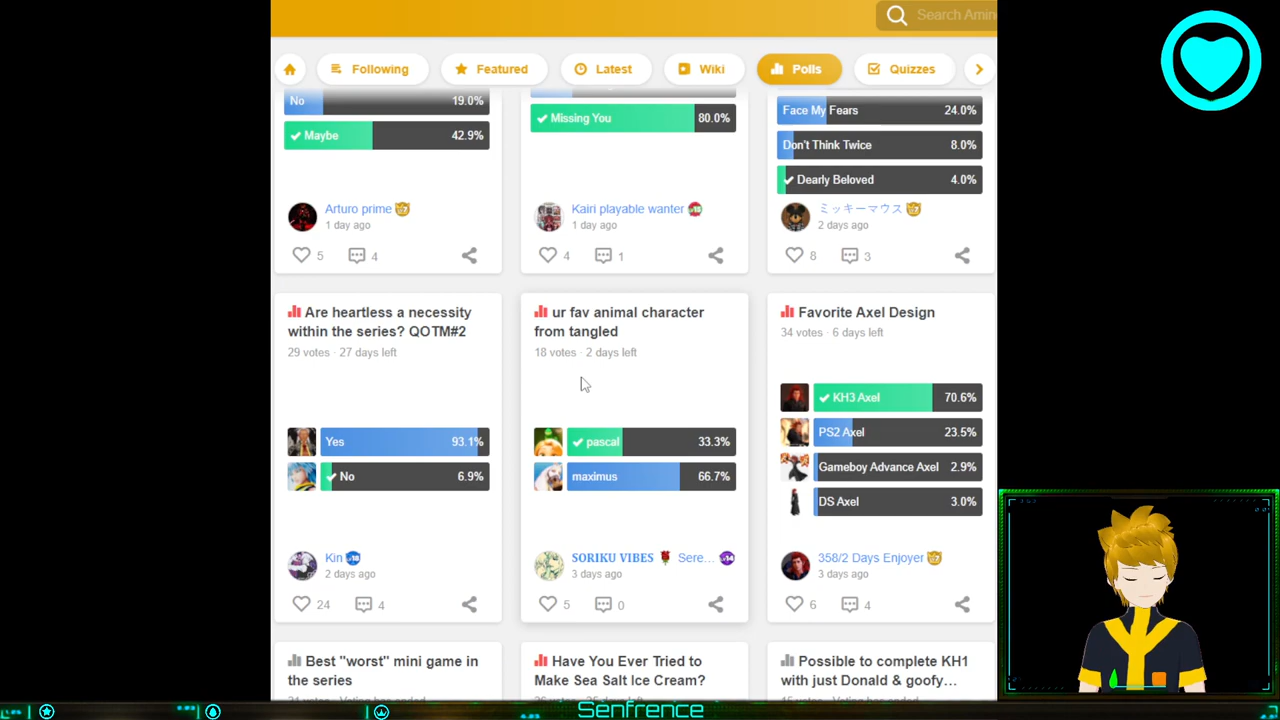 Search Amin
Following
Featured
Latest
Wiki
Polls
Quizzes
No 19.0%
Maybe 42.9%
Arturo prime
1 day ago
5 4
Missing You 80.0%
Kairi playable wanter
1 day ago
4 1
Face My Fears 24.0%
Don't Think Twice 8.0%
Dearly Beloved 4.0%
ミッキーマウス
2 days ago
8 3
Are heartless a necessity
within the series? QOTM#2
29 votes · 27 days left
Yes 93.1%
No 6.9%
Kin
2 days ago
24 4
ur fav animal character
from tangled
18 votes · 2 days left
pascal 33.3%
maximus 66.7%
SORIKU VIBES 🌹 Sere...
3 days ago
5 0
Favorite Axel Design
34 votes · 6 days left
KH3 Axel 70.6%
PS2 Axel 23.5%
Gameboy Advance Axel 2.9%
DS Axel 3.0%
358/2 Days Enjoyer
3 days ago
6 4
Best "worst" mini game in
the series
Have You Ever Tried to
Make Sea Salt Ice Cream?
Possible to complete KH1
with just Donald & goofy...
Senfrence